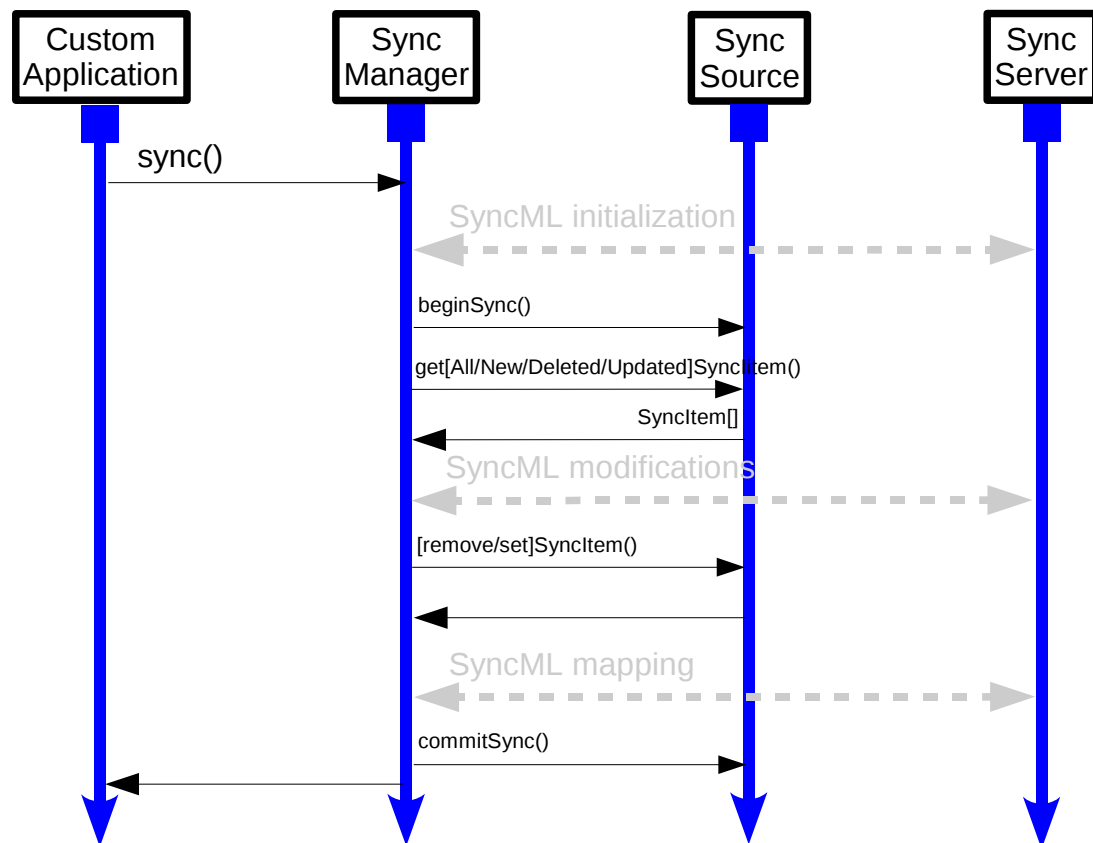 Custom
Application
Sync
Manager
Sync
Source
Sync
Server
sync()
SyncML initialization
beginSync()
get[All/New/Deleted/Updated]SyncIitem()
SyncItem[]
SyncML modifications
[remove/set]SyncItem()
SyncML mapping
commitSync()